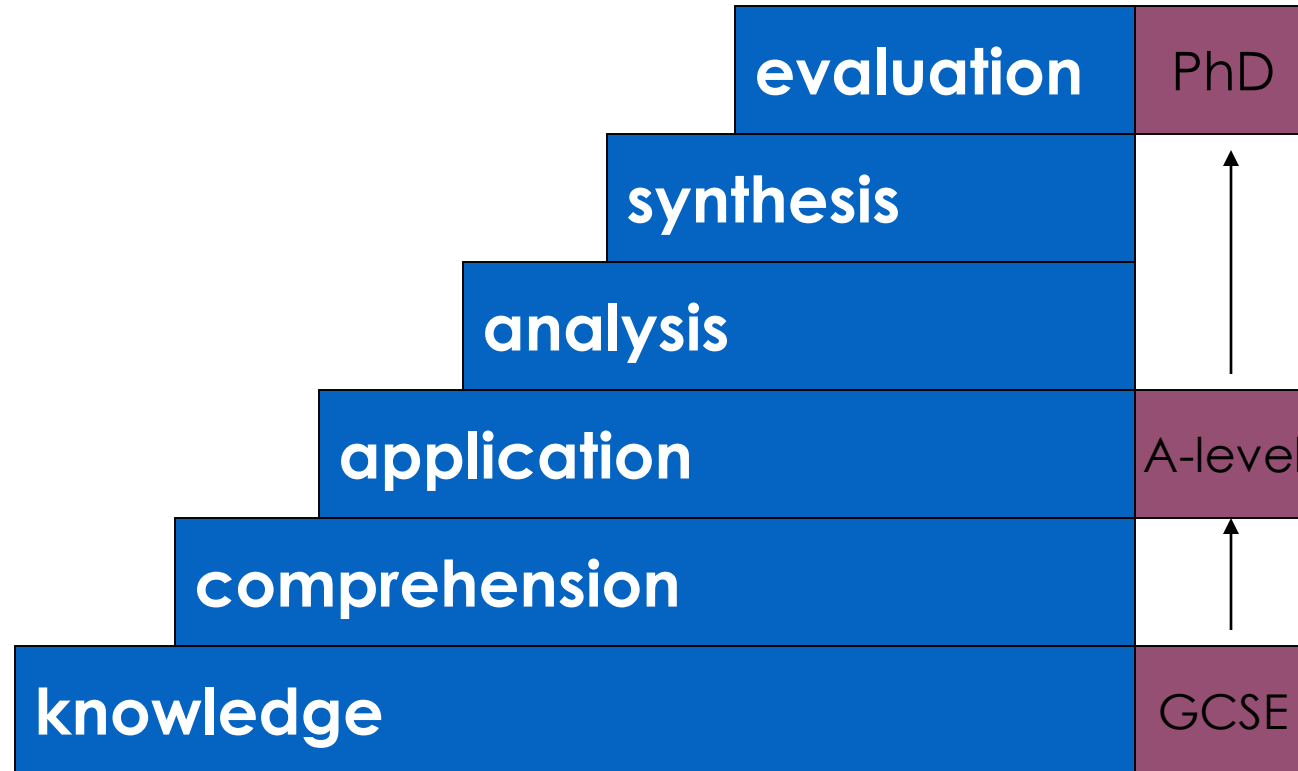 evaluation PhD
synthesis
analysis
application A-level
comprehension
knowledge GCSE